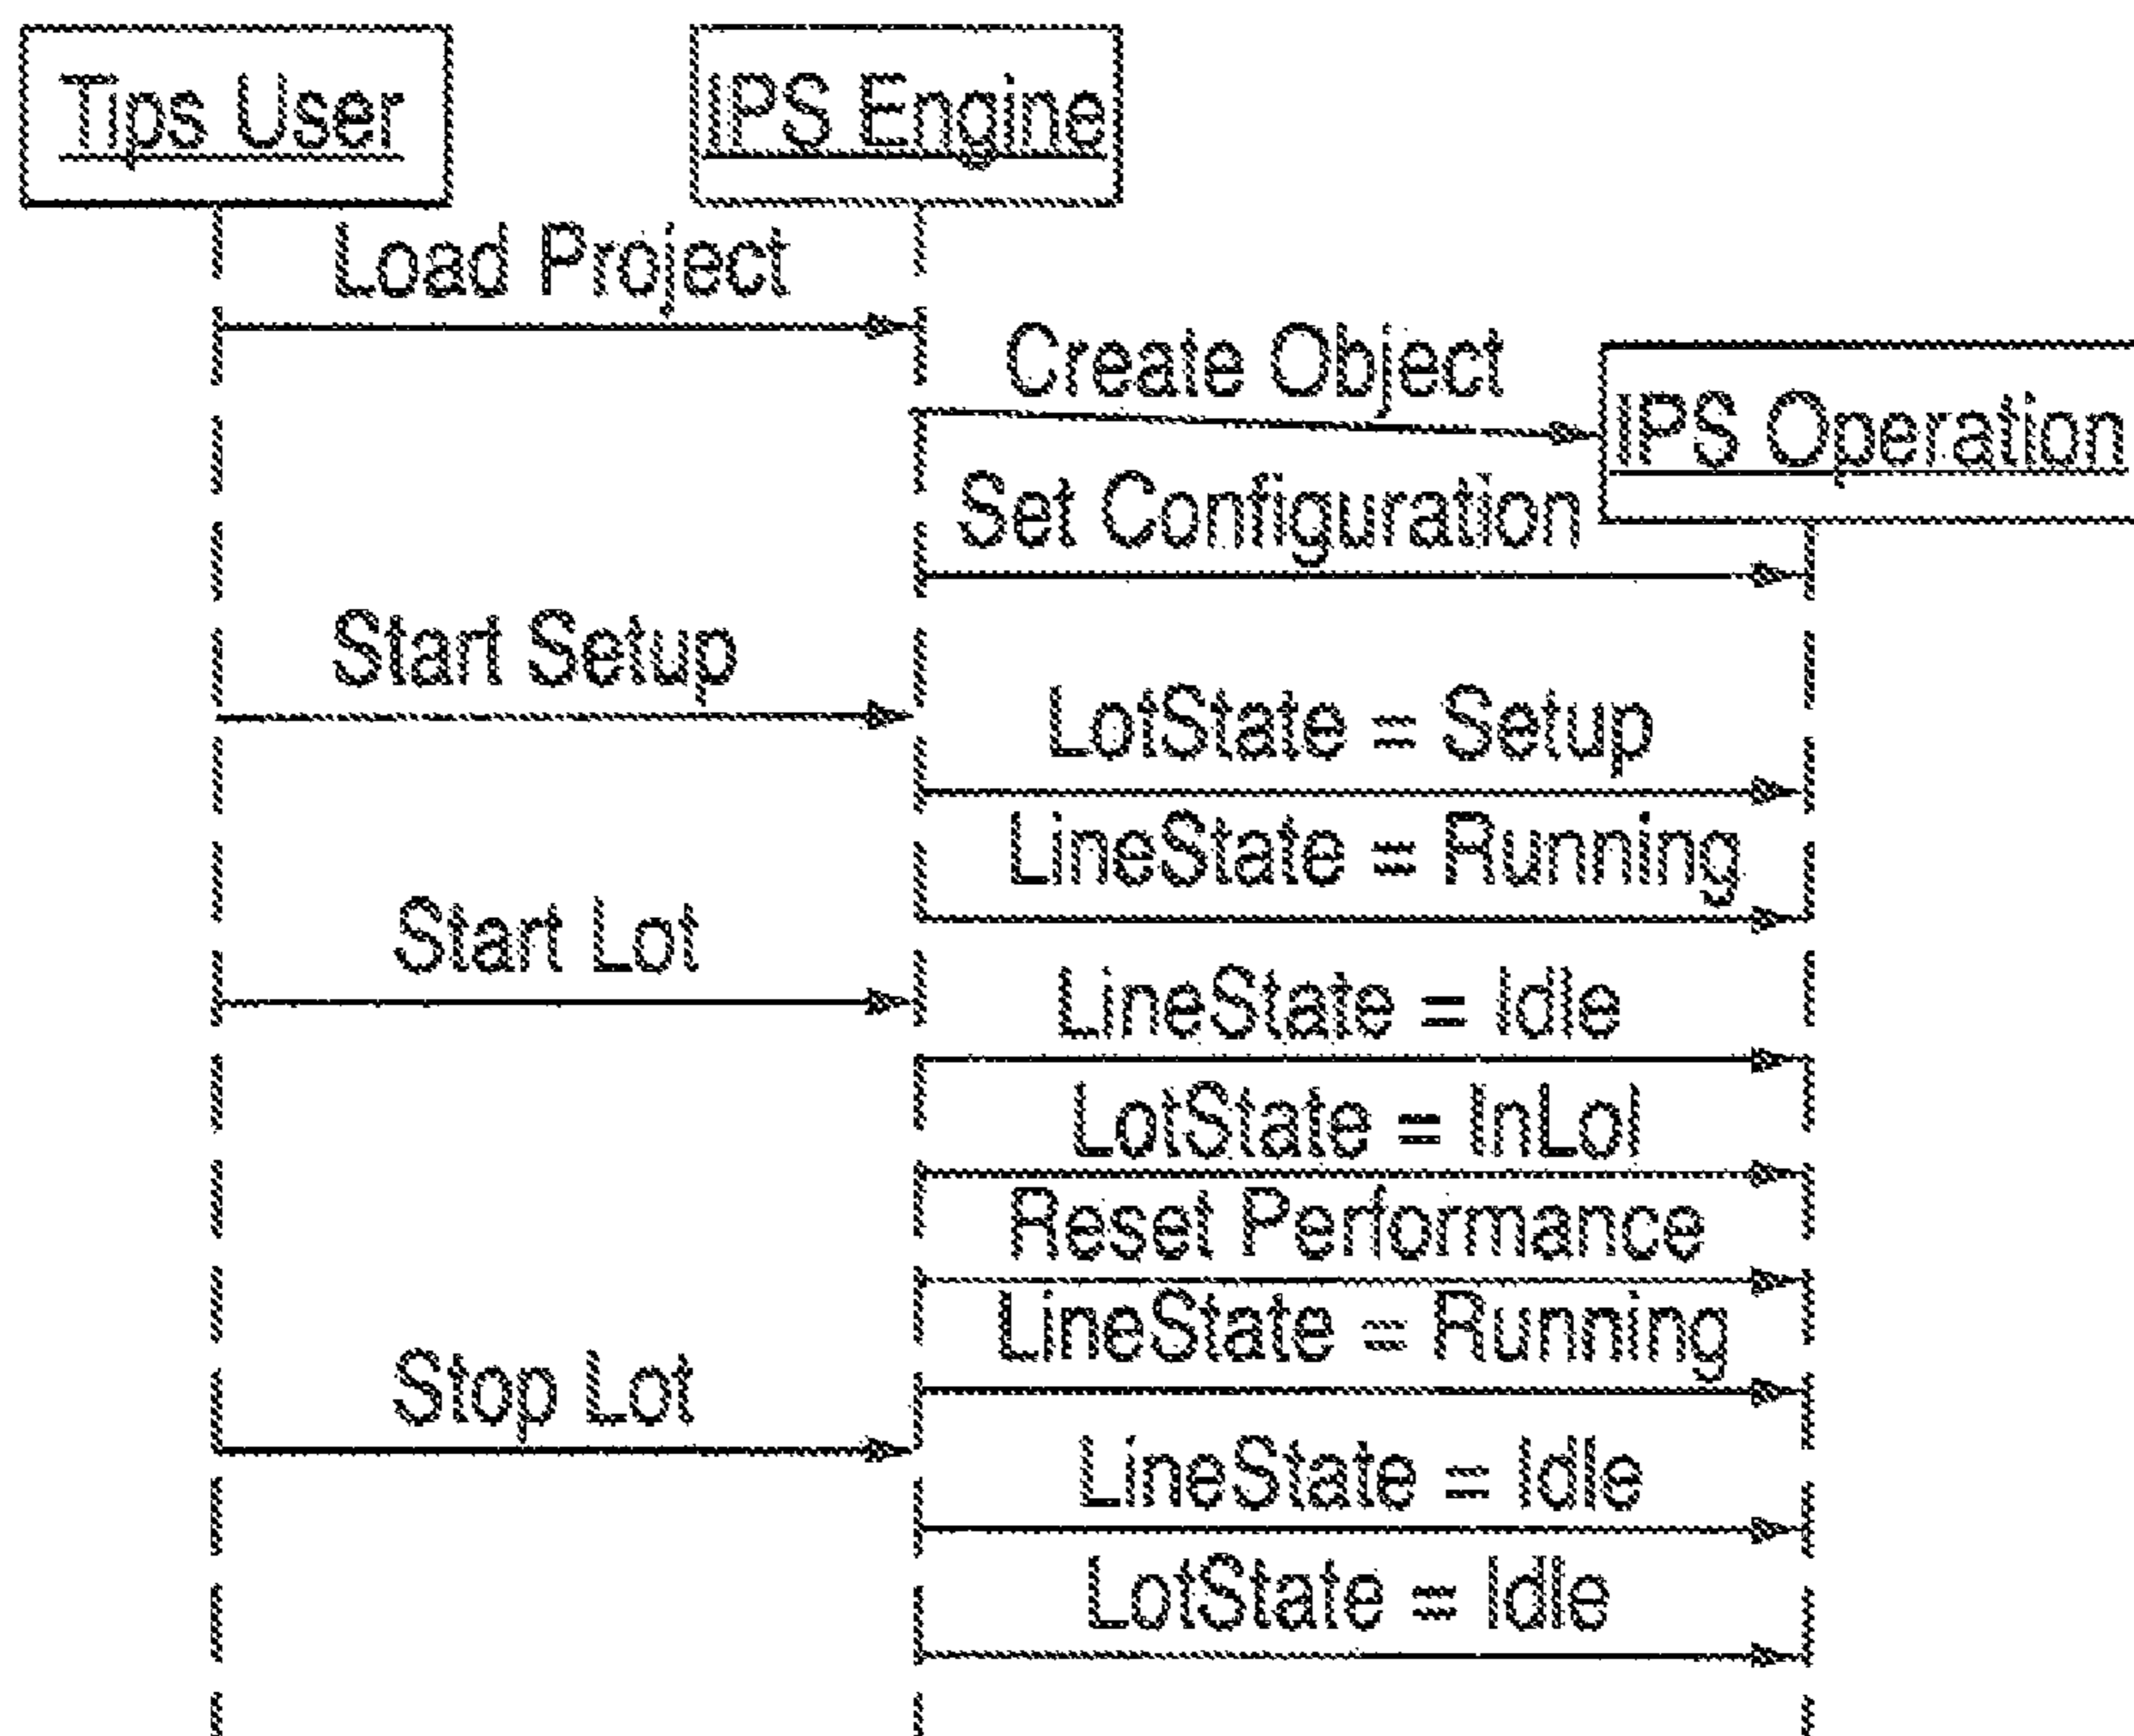 Tips User
IPS Engine
Load Project
Create Object
IPS Operation
Set Configuration
Start Setup
LotState = Setup
LineState = Running
Start Lot
LineState = Idle
LotState = InLot
Reset Performance
LineState = Running
Stop Lot
LineState = Idle
LotState = Idle